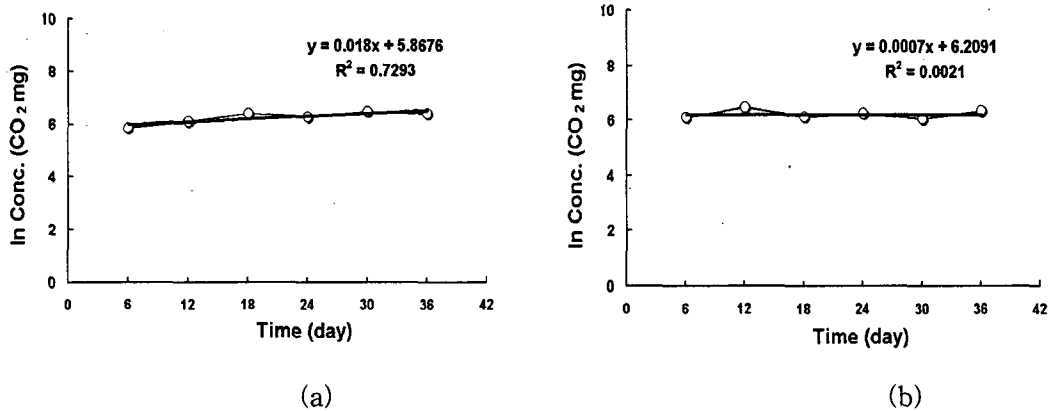 10
8
6
4
2
0
ln Conc. (CO₂ mg)
y = 0.018x + 5.8676
R² = 0.7293
0 6 12 18 24 30 36 42
Time (day)
(a)
10
8
6
4
2
0
ln Conc. (CO₂ mg)
y = 0.0007x + 6.2091
R² = 0.0021
0 6 12 18 24 30 36 42
Time (day)
(b)